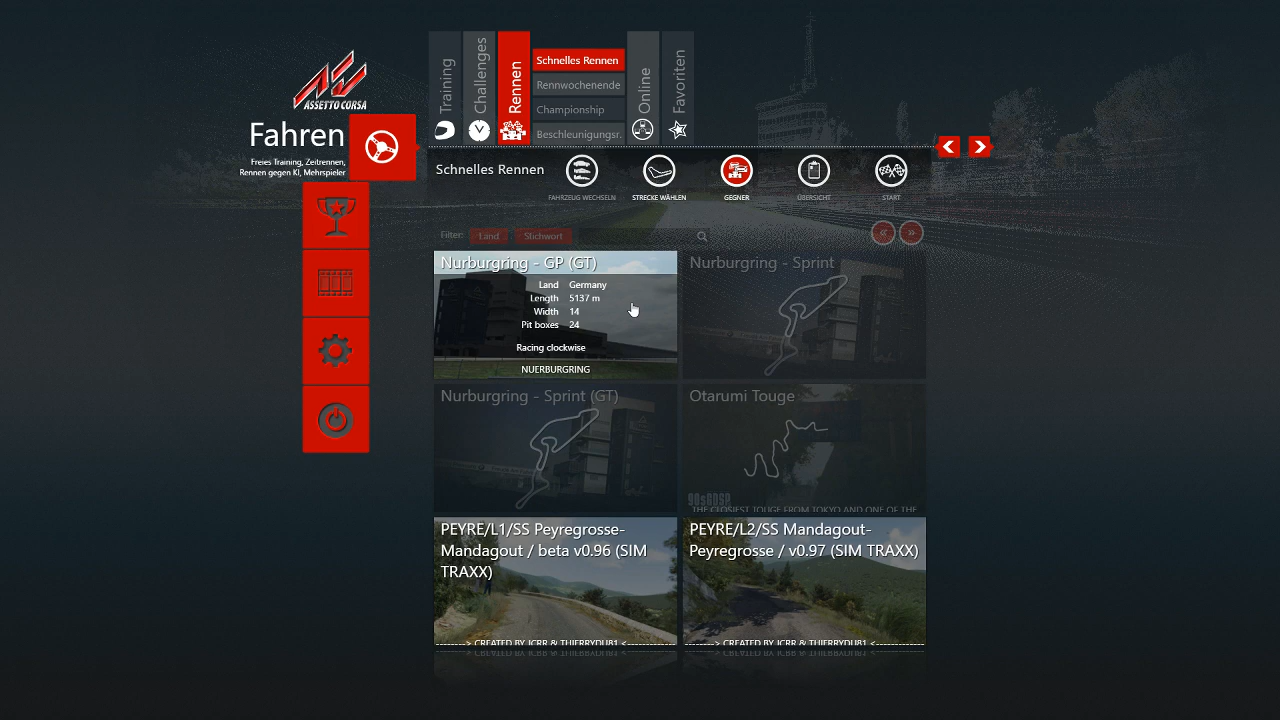 ASSETTO CORSA
Fahren
Freies Training, Zeitrennen,
Rennen gegen KI, Mehrspieler
Training
Challenges
Rennen
Schnelles Rennen
Rennwochenende
Championship
Beschleunigungsr.
Online
Favoriten
Schnelles Rennen
FAHRZEUG WECHSELN
STRECKE WÄHLEN
GEGNER
ÜBERSICHT
START
Filter:
Land
Stichwort
Nurburgring - GP (GT)
Land Germany
Length 5137 m
Width 14
Pit boxes 24
Racing clockwise
NUERBURGRING
Nurburgring - Sprint
Nurburgring - Sprint (GT)
Otarumi Touge
THE CLOSIEST TOUGE FROM TOKYO AND ONE OF THE
PEYRE/L1/SS Peyregrosse-
Mandagout / beta v0.96 (SIM
TRAXX)
----------> CREATED BY JCRR & THIERRYDU81 <------------
PEYRE/L2/SS Mandagout-
Peyregrosse / v0.97 (SIM TRAXX)
----------> CREATED BY JCRR & THIERRYDU81 <------------